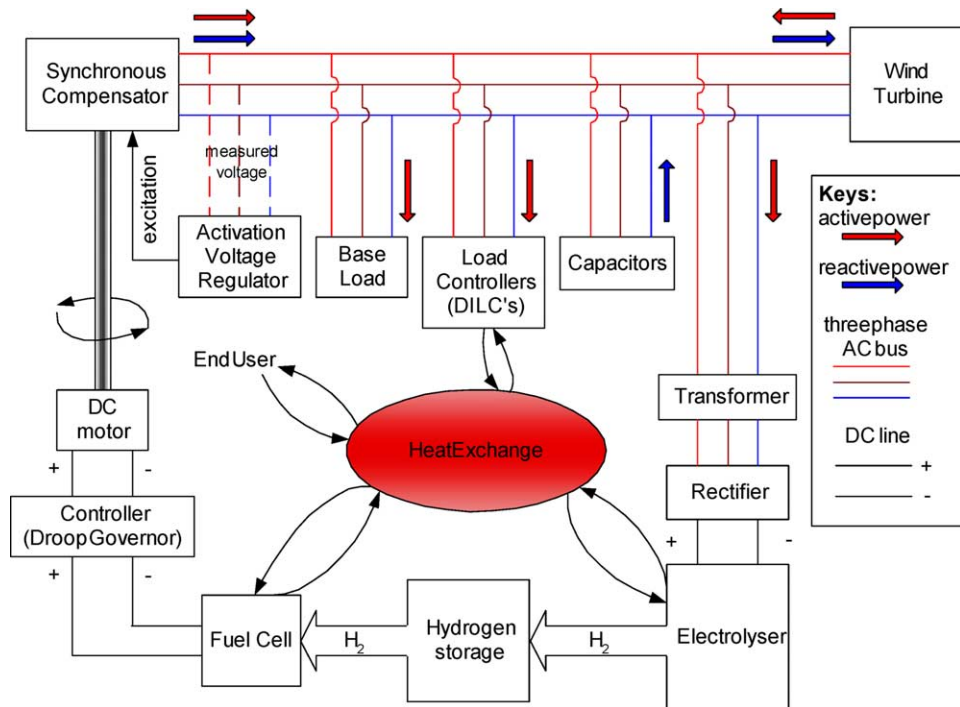 Synchronous
Compensator
Wind
Turbine
measured
voltage
excitation
Activation
Voltage
Regulator
Base
Load
Load
Controllers
(DILC's)
Capacitors
Keys:
activepower
reactivepower
threephase
AC bus
DC line
+
-
EndUser
Transformer
DC
motor
HeatExchange
+ -
Rectifier
Controller
(DroopGovernor)
+ -
+ -
Fuel Cell
H2
Hydrogen
storage
H2
Electrolyser